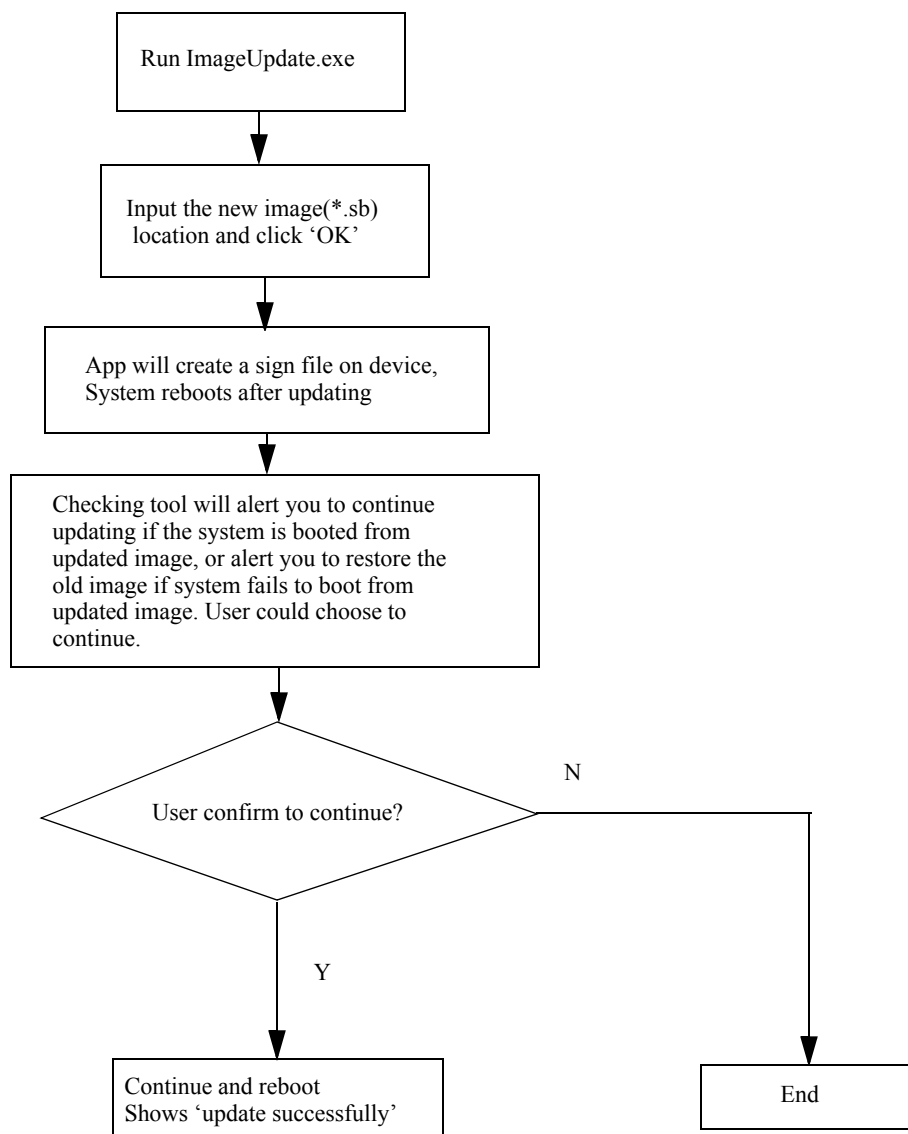 Run ImageUpdate.exe
Input the new image(*.sb)
location and click ‘OK’
App will create a sign file on device,
System reboots after updating
Checking tool will alert you to continue
updating if the system is booted from
updated image, or alert you to restore the
old image if system fails to boot from
updated image. User could choose to
continue.
User confirm to continue?
N
Y
Continue and reboot
Shows ‘update successfully’
End